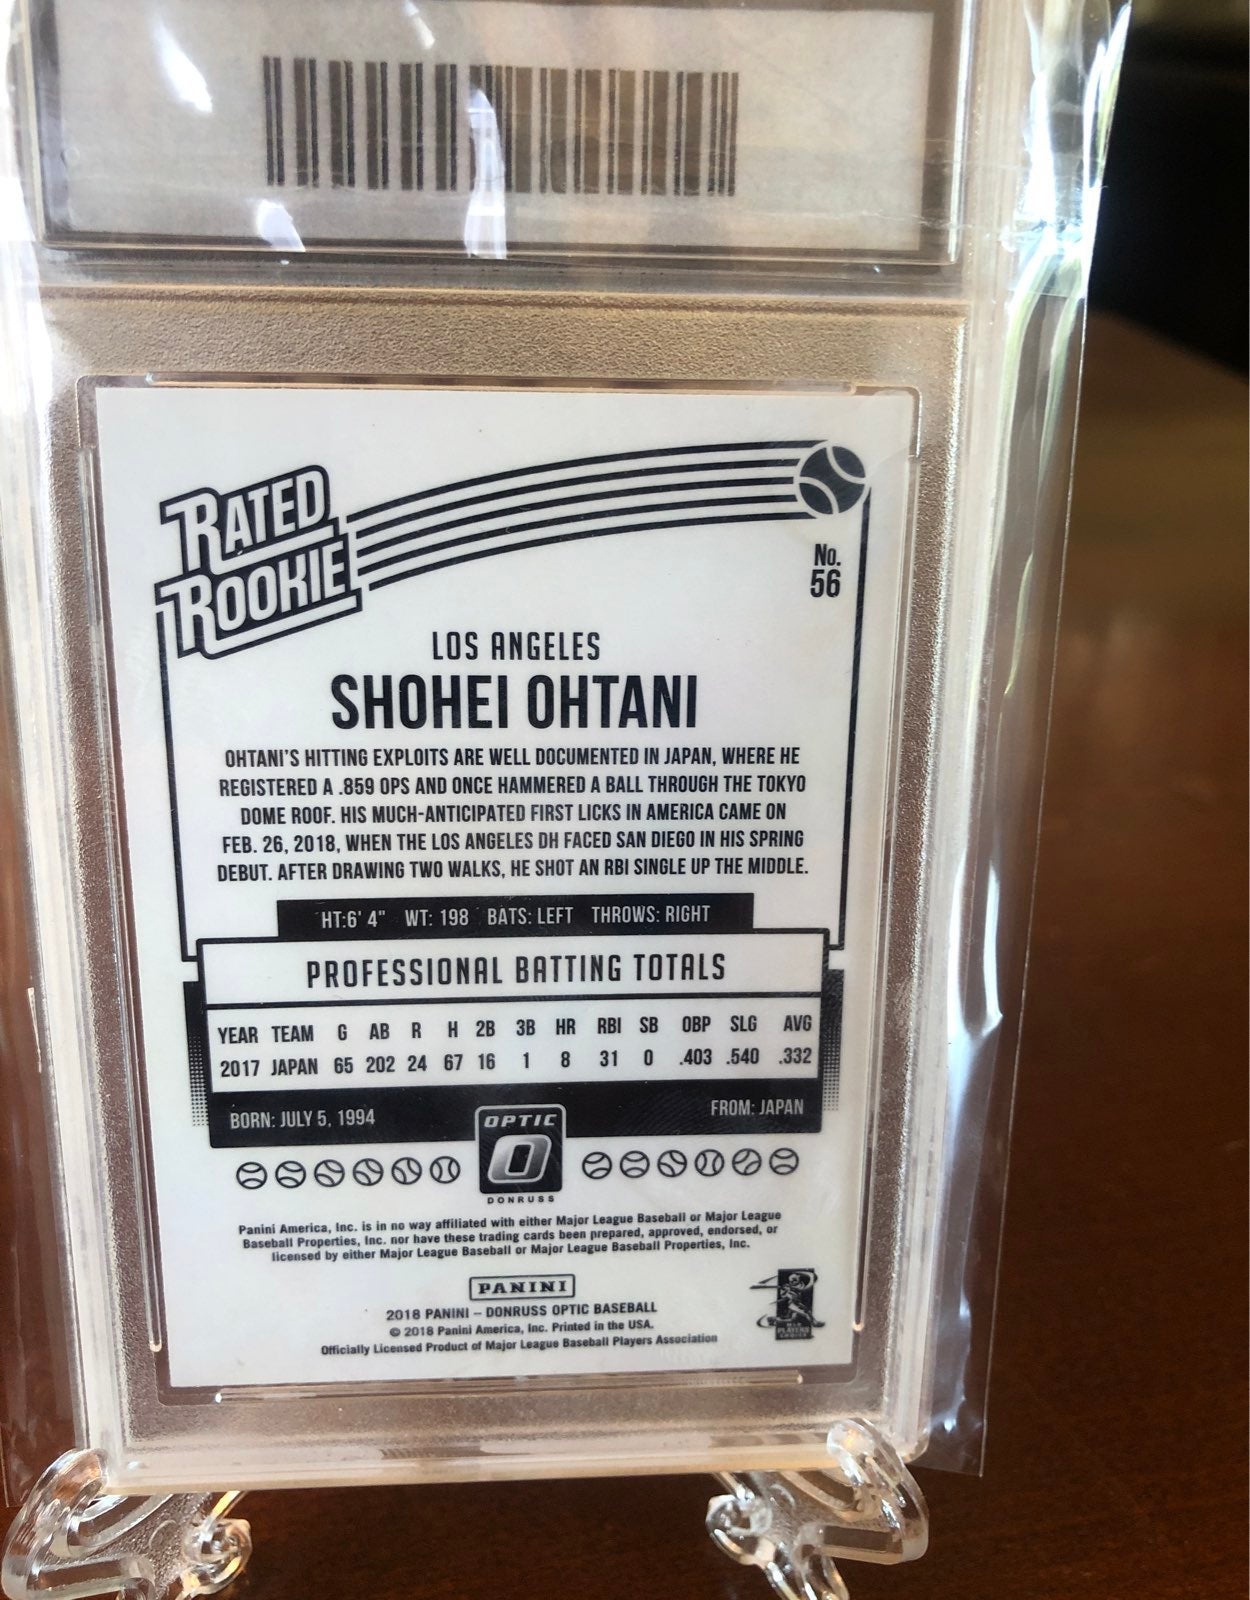 RATED
ROOKIE
No.
56
LOS ANGELES
SHOHEI OHTANI
OHTANI'S HITTING EXPLOITS ARE WELL DOCUMENTED IN JAPAN, WHERE HE
REGISTERED A .859 OPS AND ONCE HAMMERED A BALL THROUGH THE TOKYO
DOME ROOF. HIS MUCH-ANTICIPATED FIRST LICKS IN AMERICA CAME ON
FEB. 26, 2018, WHEN THE LOS ANGELES DH FACED SAN DIEGO IN HIS SPRING
DEBUT. AFTER DRAWING TWO WALKS, HE SHOT AN RBI SINGLE UP THE MIDDLE.
HT:6' 4" WT: 198 BATS: LEFT THROWS: RIGHT
PROFESSIONAL BATTING TOTALS
YEAR TEAM G AB R H 2B 3B HR RBI SB OBP SLG AVG
2017 JAPAN 65 202 24 67 16 1 8 31 0 .403 .540 .332
BORN: JULY 5, 1994 FROM: JAPAN
OPTIC
O
DONRUSS
Panini America, Inc. is in no way affiliated with either Major League Baseball or Major League
Baseball Properties, Inc. nor have these trading cards been prepared, approved, endorsed, or
licensed by either Major League Baseball or Major League Baseball Properties, Inc.
PANINI
2018 PANINI – DONRUSS OPTIC BASEBALL
© 2018 Panini America, Inc. Printed in the USA.
Officially Licensed Product of Major League Baseball Players Association
PLAYERS